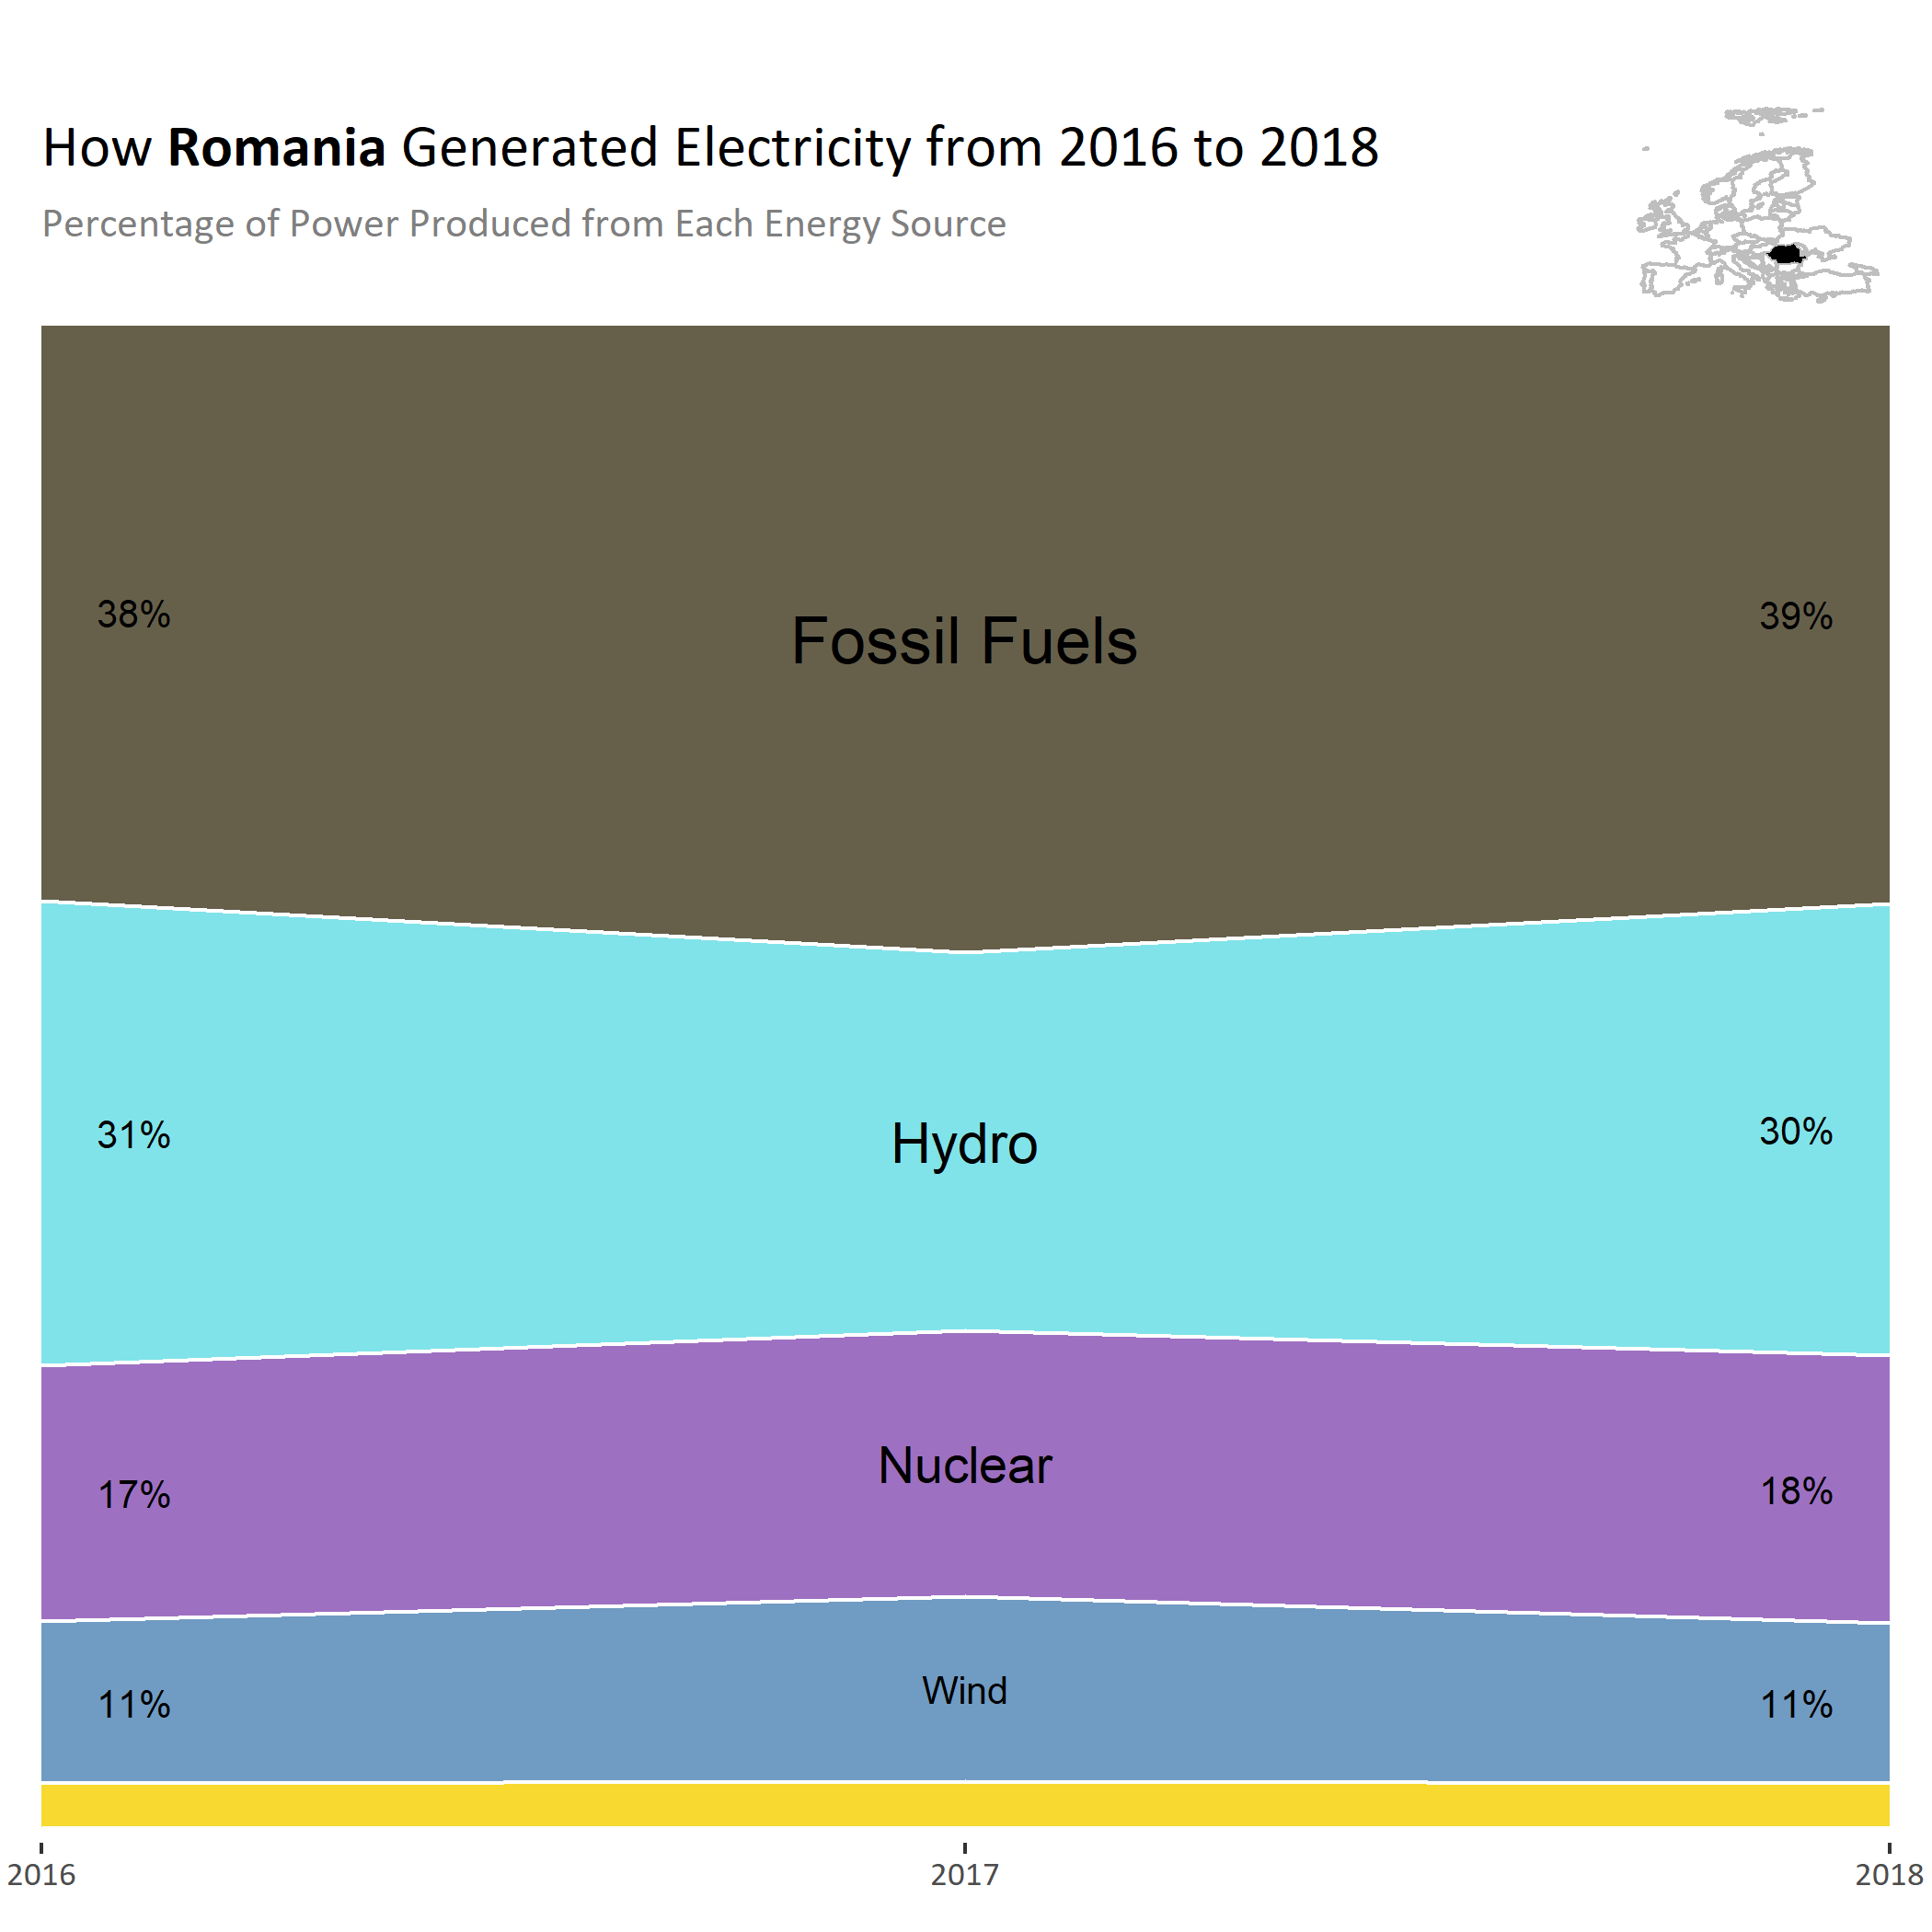 How Romania Generated Electricity from 2016 to 2018
Percentage of Power Produced from Each Energy Source
38%
Fossil Fuels
39%
31%
Hydro
30%
17%
Nuclear
18%
11%
Wind
11%
2016
2017
2018